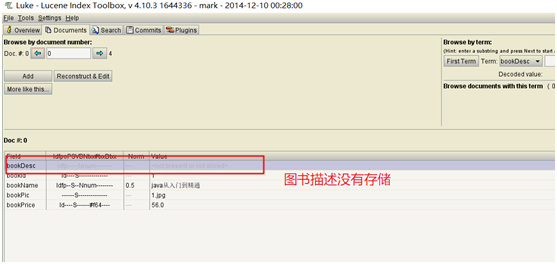 Luke - Lucene Index Toolbox, v 4.10.3 1644336 - mark - 2014-12-10 00:28:00
File Tools Settings Help
Overview Documents Search Commits Plugins
Browse by document number:
Doc. #: 0 0 4
Add Reconstruct & Edit
More like this...
Browse by term:
(Hint: enter a substring and press Next to start
First Term Term: bookDesc
Decoded value:
Browse documents with this term ( 0
Doc #: 0
Field IdfpoPSVBNtxx#txxDtxx Norm Value
bookDesc
bookId 1
bookName Idfp--S--Nnum-------- 0.5 java从入门到精通
bookPic ------S-------------- --- 1.jpg
bookPrice Id----S------#f64---- --- 56.0
图书描述没有存储